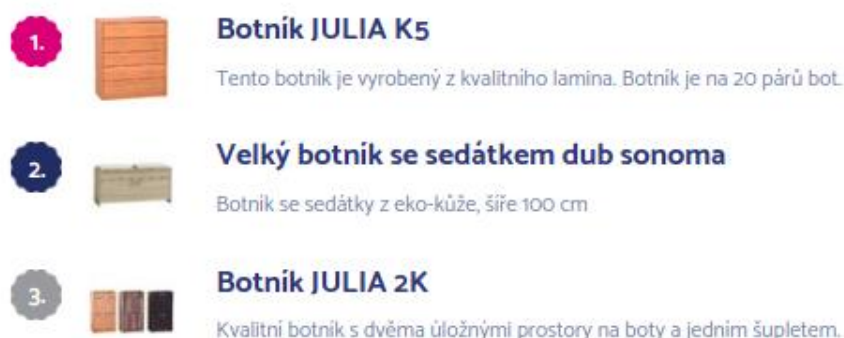 1.
Botník JULIA K5
Tento botník je vyrobený z kvalitního lamina. Botník je na 20 párů bot.
2.
Velký botník se sedátkem dub sonoma
Botník se sedátky z eko-kůže, šíře 100 cm
3.
Botník JULIA 2K
Kvalitní botník s dvěma úložnými prostory na boty a jedním šupletem.